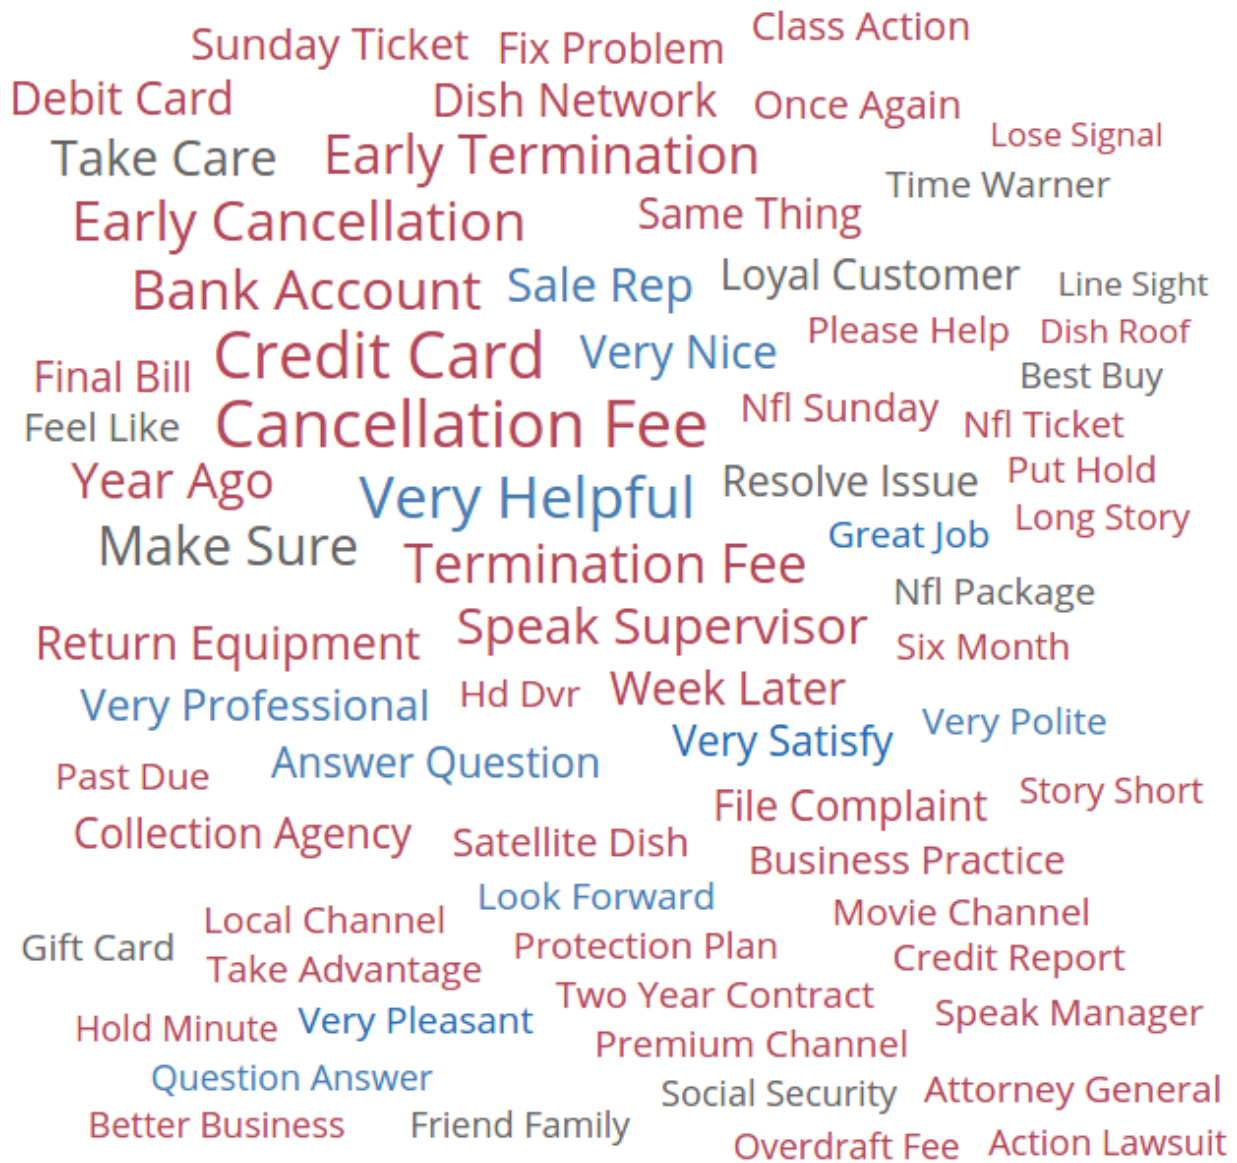 Sunday Ticket Fix Problem Class Action
Debit Card Dish Network Once Again
Take Care Early Termination Lose Signal
Time Warner
Early Cancellation Same Thing
Bank Account Sale Rep Loyal Customer Line Sight
Credit Card Very Nice Please Help Dish Roof
Final Bill Best Buy
Feel Like Cancellation Fee Nfl Sunday Nfl Ticket
Year Ago Very Helpful Resolve Issue Put Hold
Make Sure Great Job Long Story
Termination Fee Nfl Package
Return Equipment Speak Supervisor Six Month
Very Professional Hd Dvr Week Later Very Polite
Past Due Answer Question Very Satisfy
File Complaint Story Short
Collection Agency Satellite Dish Business Practice
Look Forward
Gift Card Local Channel Protection Plan Movie Channel
Take Advantage Credit Report
Two Year Contract
Hold Minute Very Pleasant Speak Manager
Premium Channel
Question Answer Social Security Attorney General
Better Business Friend Family Overdraft Fee Action Lawsuit